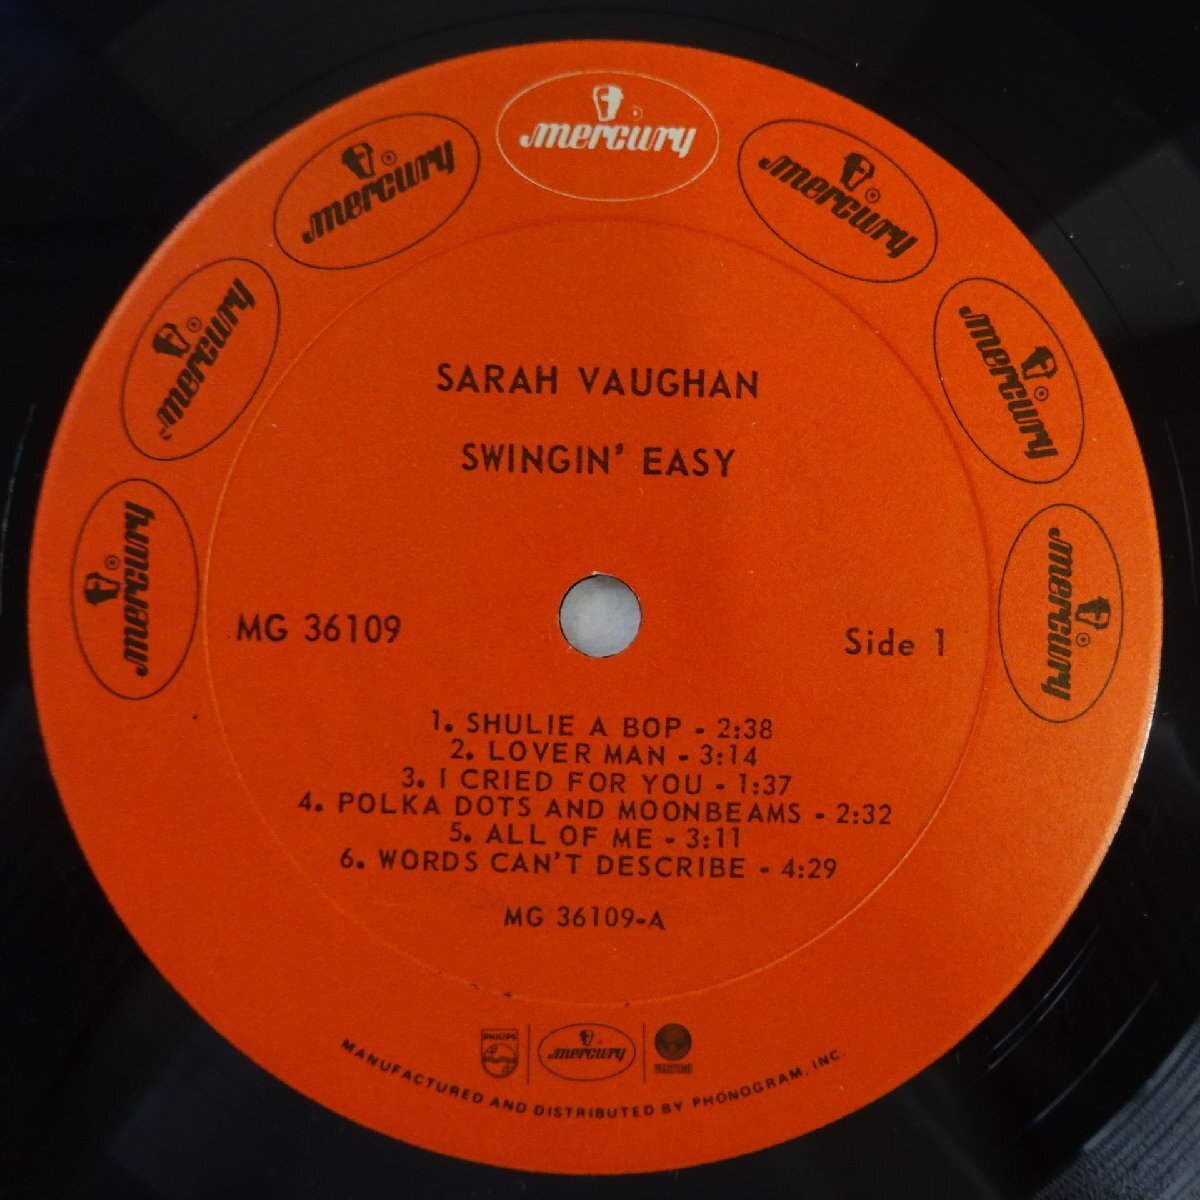 mercury
mercury
mercury
mercury
mercury
mercury
mercury
SARAH VAUGHAN
SWINGIN' EASY
MG 36109
Side 1
1. SHULIE A BOP - 2:38
2. LOVER MAN - 3:14
3. I CRIED FOR YOU - 1:37
4. POLKA DOTS AND MOONBEAMS - 2:32
5. ALL OF ME - 3:11
6. WORDS CAN'T DESCRIBE - 4:29
MG 36109-A
PHILIPS
mercury
MANUFACTURED AND DISTRIBUTED BY PHONOGRAM, INC.